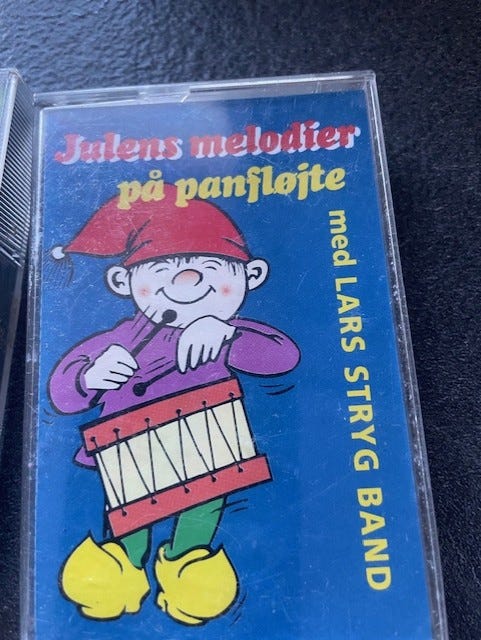 Julens melodier
på panfløjte
med LARS STRYG BAND